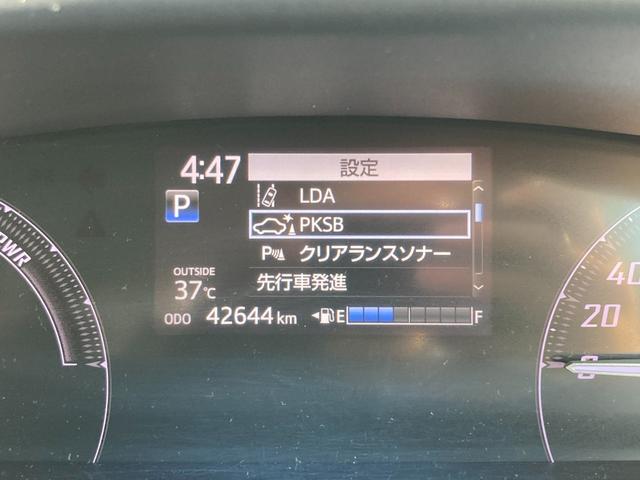 4:47
設定
LDA
P
PKSB
P クリアランスソナー
先行車発進
OUTSIDE
37℃
ODO 42644 km
E F
PWR
40
20
0